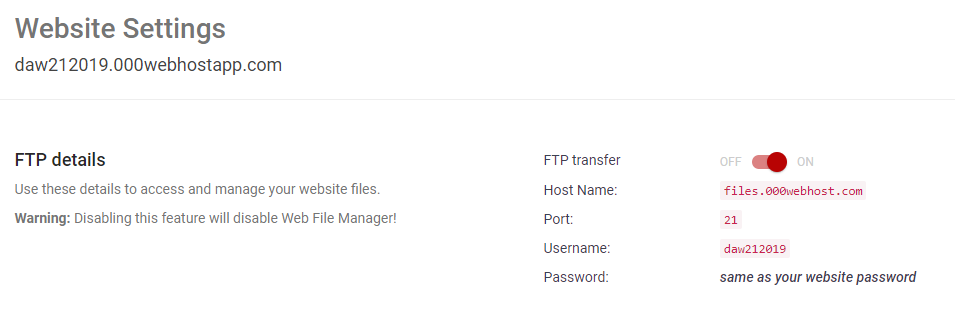 Website Settings
daw212019.000webhostapp.com
FTP details
Use these details to access and manage your website files.
Warning: Disabling this feature will disable Web File Manager!
FTP transfer OFF ON
Host Name: files.000webhost.com
Port: 21
Username: daw212019
Password: same as your website password